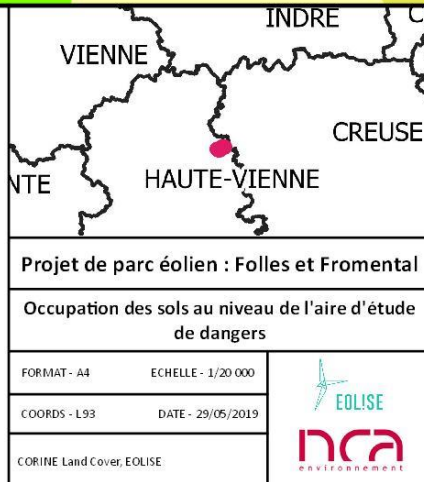 INDRE
C
VIENNE
CREUSE
NTE
HAUTE-VIENNE
Projet de parc éolien : Folles et Fromental
Occupation des sols au niveau de l'aire d'étude
de dangers
FORMAT - A4
ECHELLE - 1/20 000
COORDS - L93
DATE - 29/05/2019
CORINE Land Cover, EOLISE
EOL!SE
nca
environnement